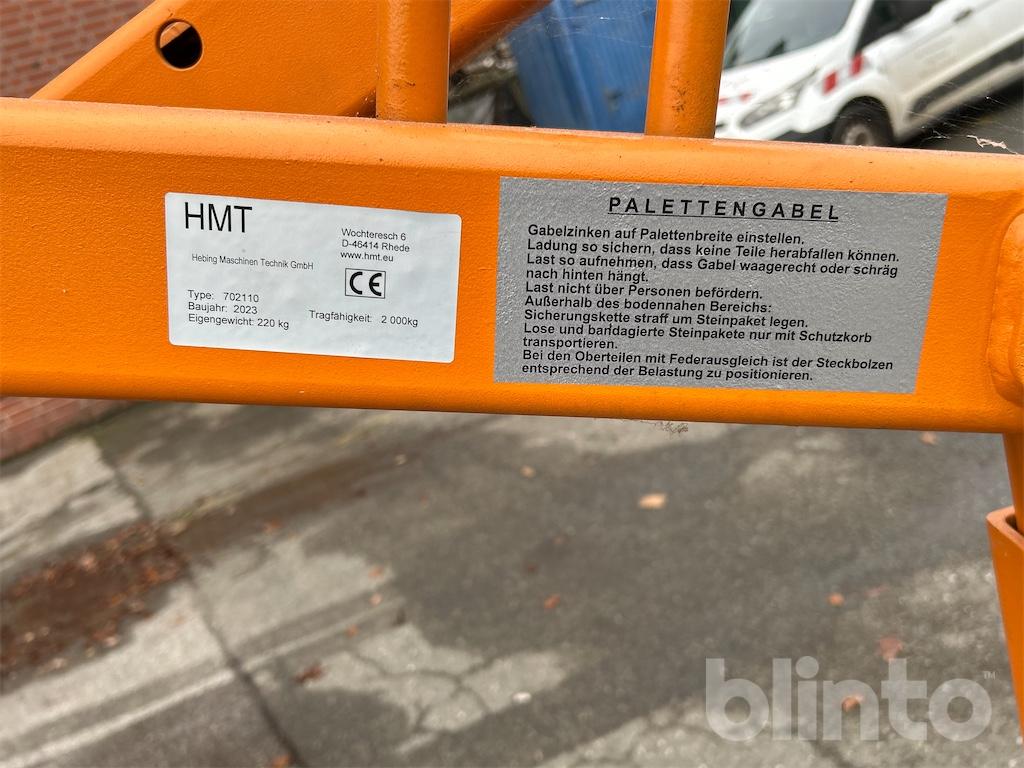 HMT
Wochteresch 6
D-46414 Rhede
www.hmt.eu
Hebing Maschinen Technik GmbH
CE
Type: 702110
Baujahr: 2023
Eigengewicht: 220 kg
Tragfähigkeit: 2 000kg
PALETTENGABEL
Gabelzinken auf Palettenbreite einstellen.
Ladung so sichern, dass keine Teile herabfallen können.
Last so aufnehmen, dass Gabel waagerecht oder schräg
nach hinten hängt.
Last nicht über Personen befördern.
Außerhalb des bodennahen Bereichs:
Sicherungskette straff um Steinpaket legen.
Lose und bandagierte Steinpakete nur mit Schutzkorb
transportieren.
Bei den Oberteilen mit Federausgleich ist der Steckbolzen
entsprechend der Belastung zu positionieren.
blinto™